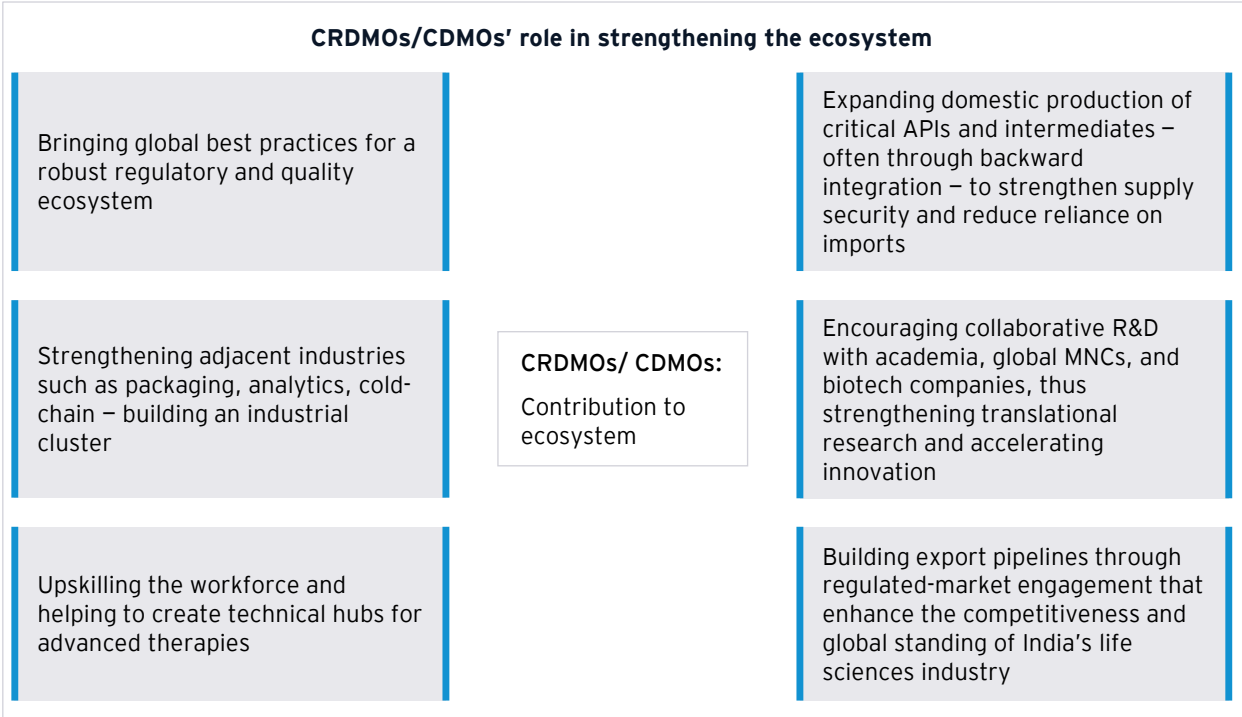 CRDMOs/CDMOs’ role in strengthening the ecosystem
Bringing global best practices for a
robust regulatory and quality
ecosystem
Strengthening adjacent industries
such as packaging, analytics, cold-
chain – building an industrial
cluster
Upskilling the workforce and
helping to create technical hubs for
advanced therapies
CRDMOs/ CDMOs:
Contribution to
ecosystem
Expanding domestic production of
critical APIs and intermediates –
often through backward
integration – to strengthen supply
security and reduce reliance on
imports
Encouraging collaborative R&D
with academia, global MNCs, and
biotech companies, thus
strengthening translational
research and accelerating
innovation
Building export pipelines through
regulated-market engagement that
enhance the competitiveness and
global standing of India’s life
sciences industry